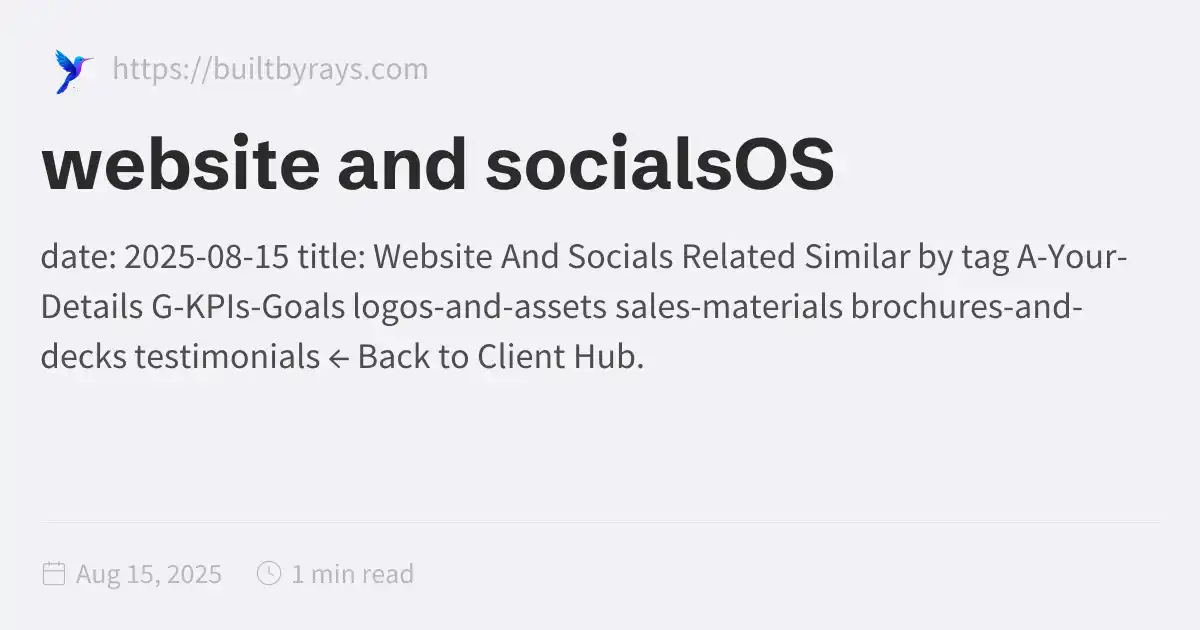 https://builtbyrays.com
website and socialsOS
date: 2025-08-15 title: Website And Socials Related Similar by tag A-Your-
Details G-KPIs-Goals logos-and-assets sales-materials brochures-and-
decks testimonials ← Back to Client Hub.
Aug 15, 2025 1 min read